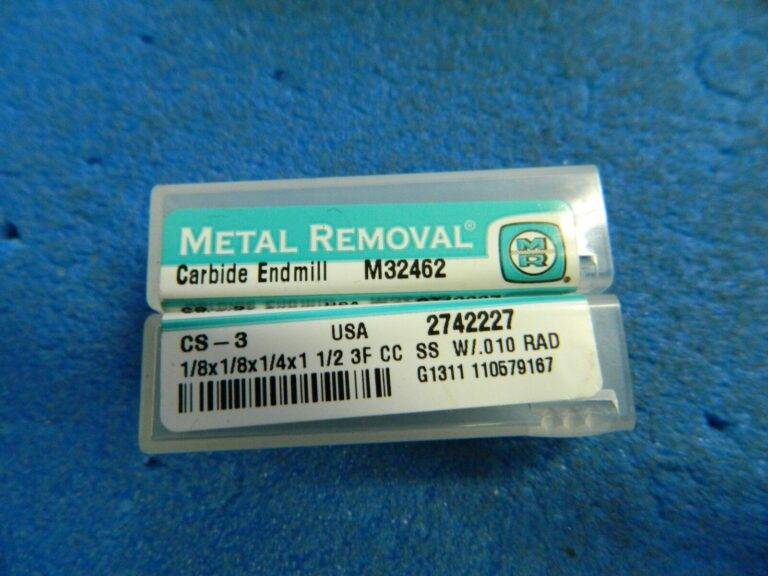 METAL REMOVAL®
MR
Carbide Endmill M32462
CS-3 USA 2742227
1/8x1/8x1/4x1 1/2 3F CC SS W/.010 RAD
G1311 110579167